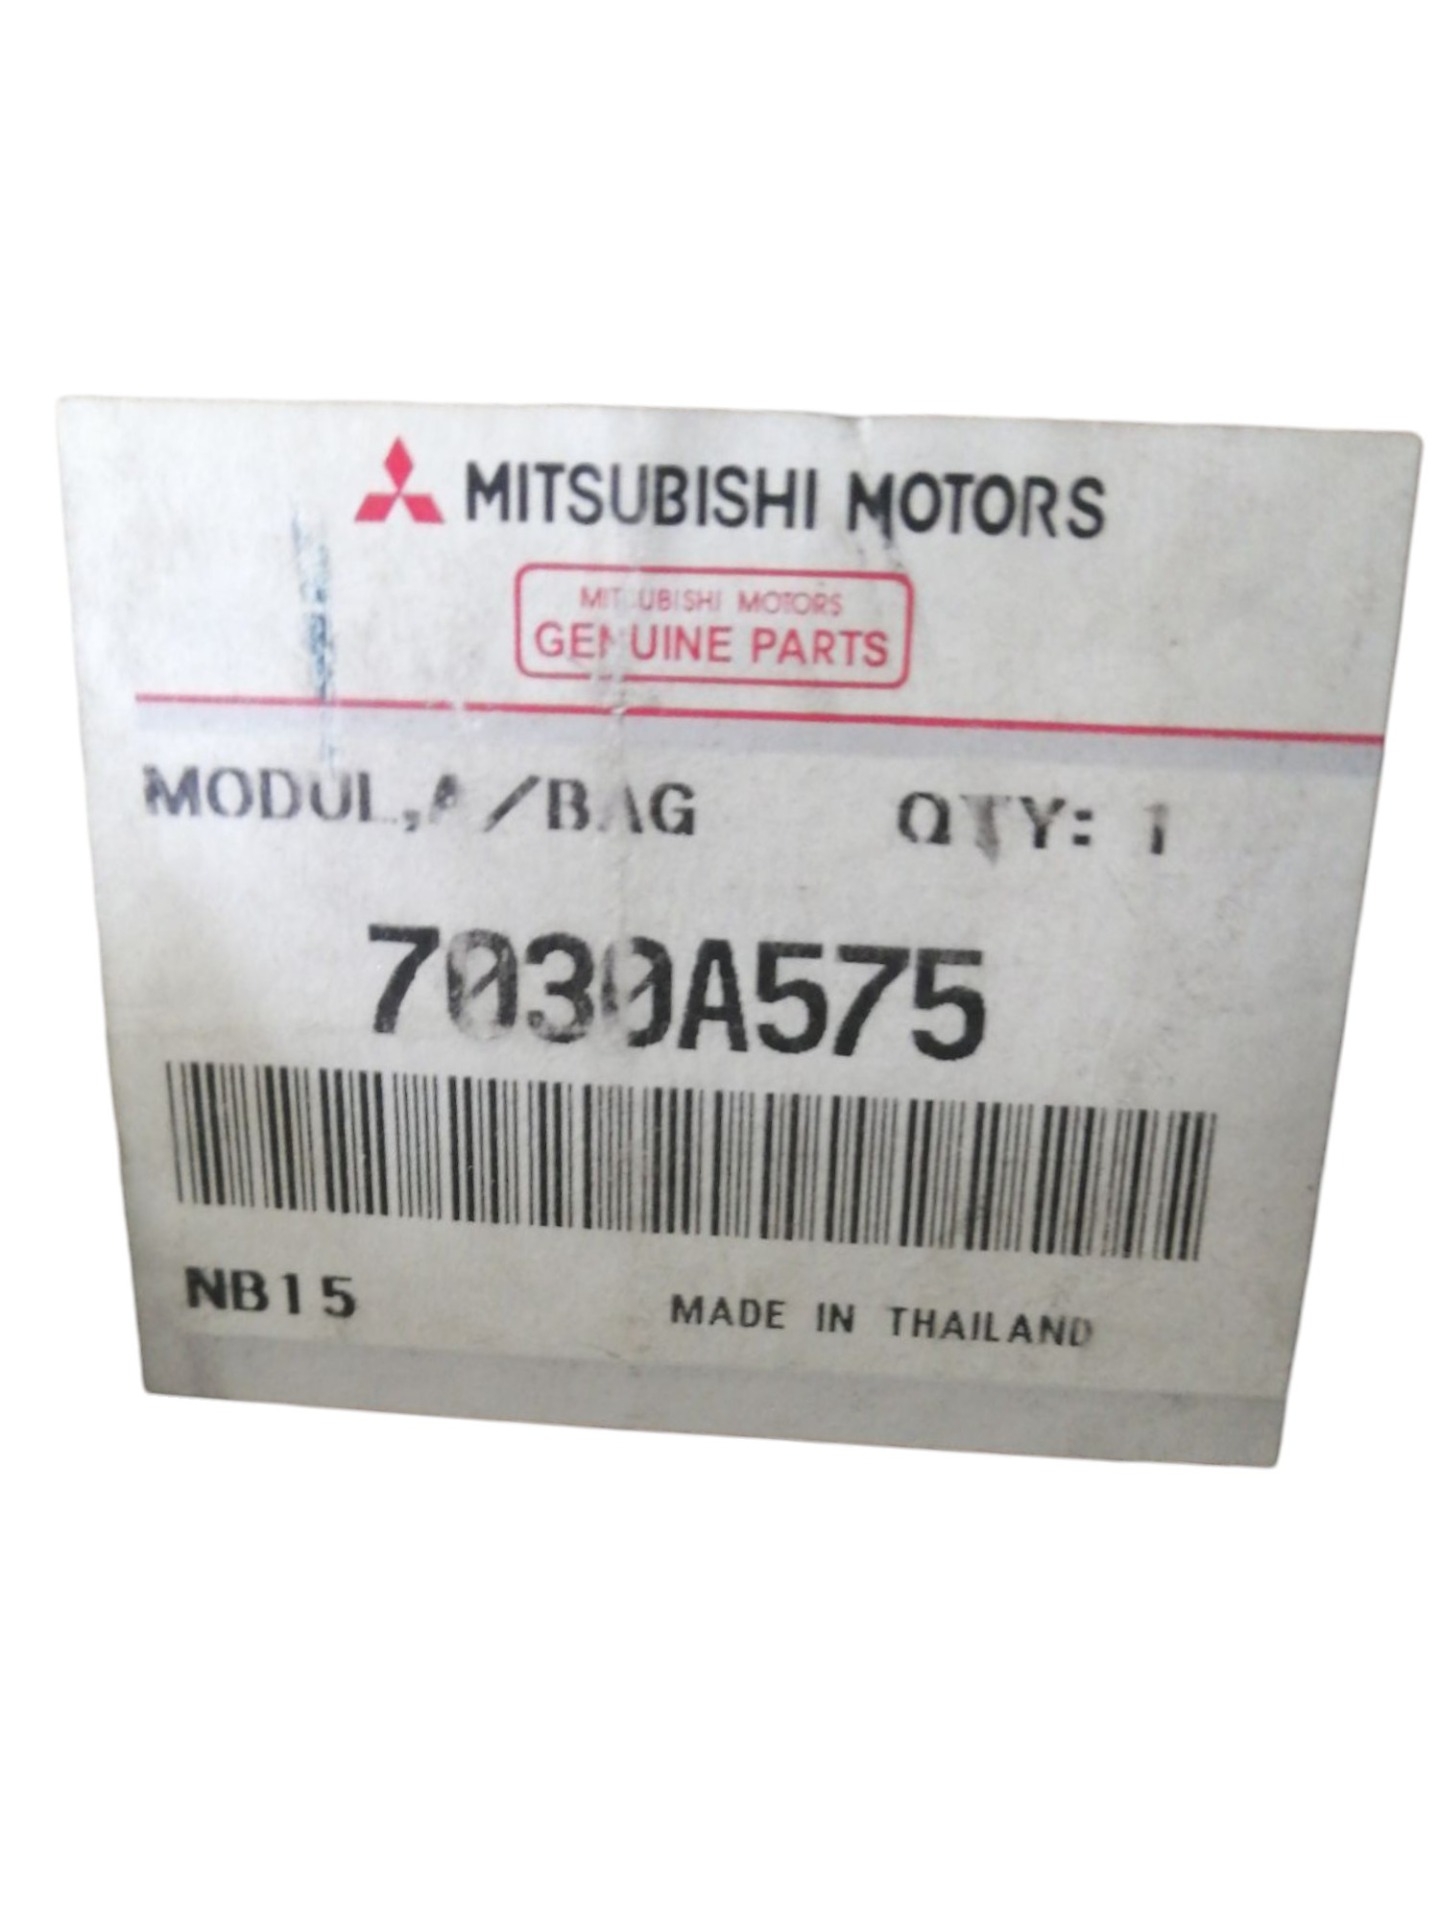 MITSUBISHI MOTORS
MITSUBISHI MOTORS
GENUINE PARTS
MODUL,A/BAG QTY: 1
7030A575
NB15 MADE IN THAILAND